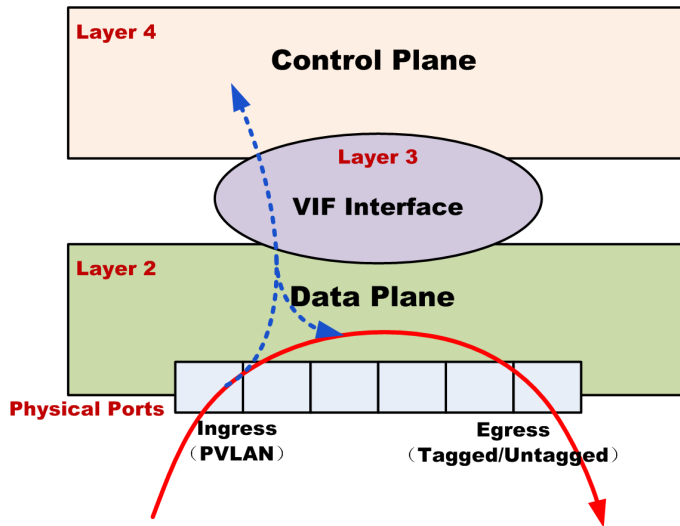 Layer 4
Control Plane
Layer 3
VIF Interface
Layer 2
Data Plane
Physical Ports
Ingress
（PVLAN）
Egress
（Tagged/Untagged）